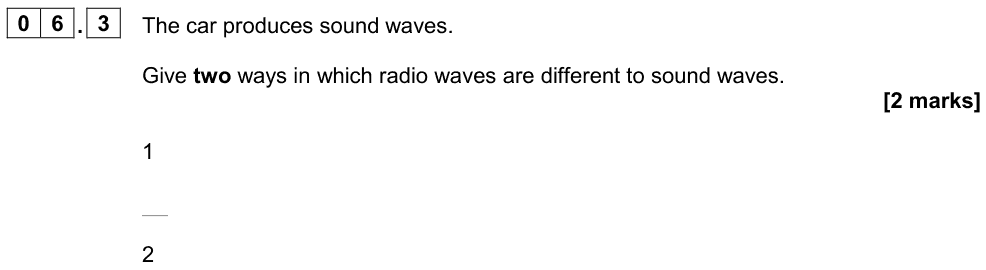 0 6 . 3 The car produces sound waves.
Give two ways in which radio waves are different to sound waves.
[2 marks]
1
2